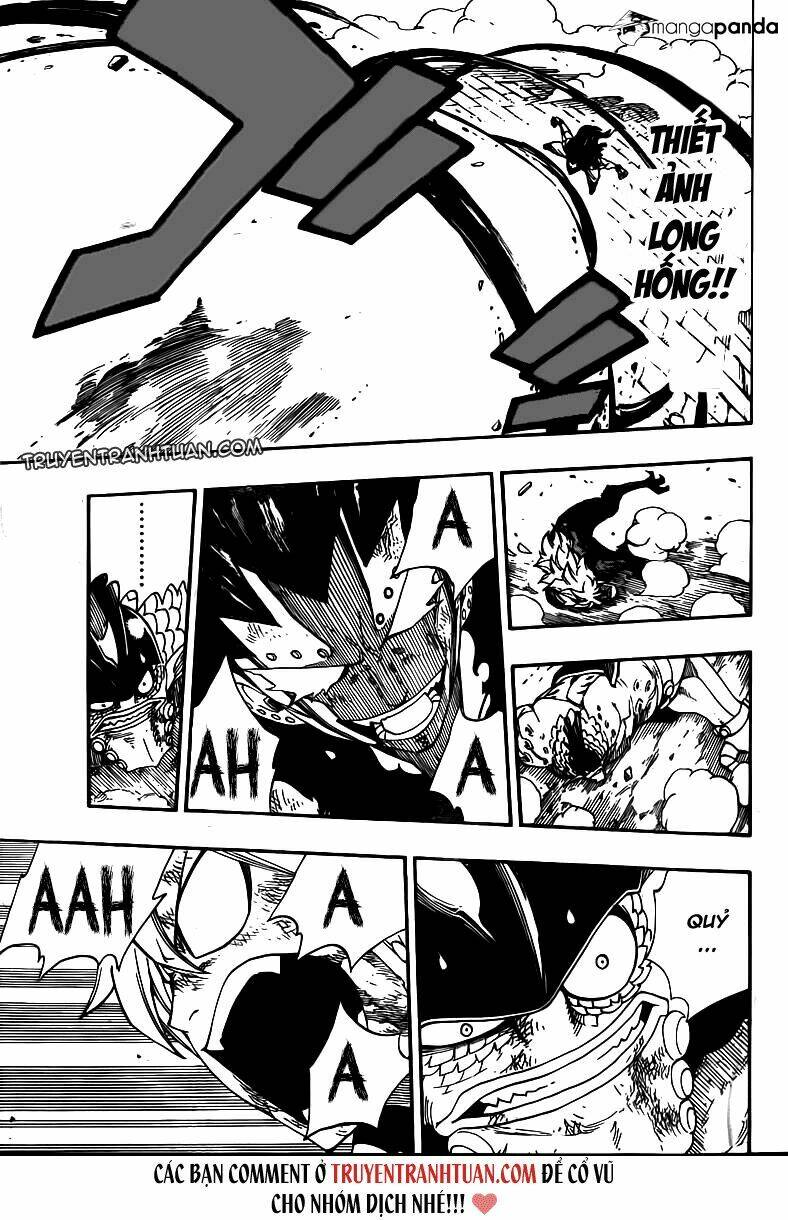 mangapanda
THIẾT
ẢNH
LONG
HỐNG!!
TRUYENTRANHTUAN.COM
A
A
AH
......
QUỶ
...
A
A
AAH
CÁC BẠN COMMENT Ở TRUYENTRANHTUAN.COM ĐỂ CỔ VŨ
CHO NHÓM DỊCH NHÉ!!!